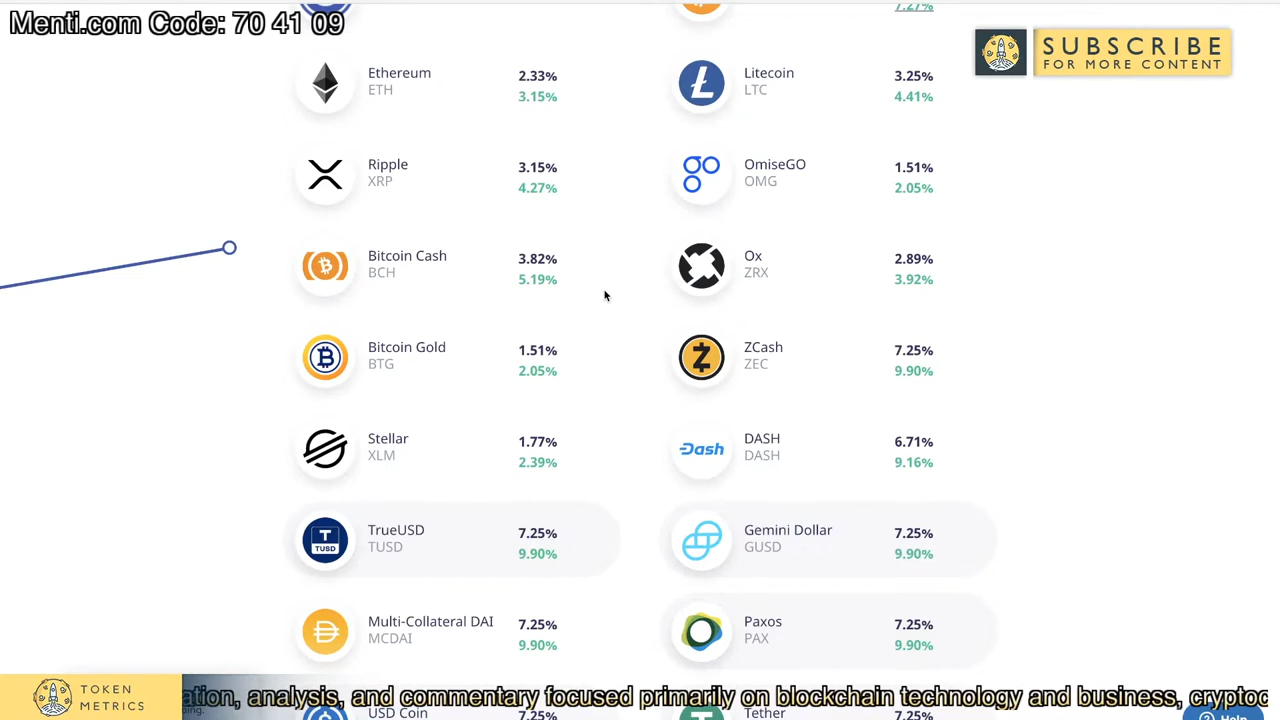 Menti.com Code: 70 41 09
7.27%
SUBSCRIBE
FOR MORE CONTENT
Ethereum
ETH
2.33%
3.15%
Litecoin
LTC
3.25%
4.41%
Ripple
XRP
3.15%
4.27%
OmiseGO
OMG
1.51%
2.05%
Bitcoin Cash
BCH
3.82%
5.19%
Ox
ZRX
2.89%
3.92%
Bitcoin Gold
BTG
1.51%
2.05%
ZCash
ZEC
7.25%
9.90%
Stellar
XLM
1.77%
2.39%
Dash
DASH
DASH
6.71%
9.16%
T
TUSD
TrueUSD
TUSD
7.25%
9.90%
Gemini Dollar
GUSD
7.25%
9.90%
Multi-Collateral DAI
MCDAI
7.25%
9.90%
Paxos
PAX
7.25%
9.90%
TOKEN
METRICS
ation, analysis, and commentary focused primarily on blockchain technology and business, cryptoc
USD Coin
7.25%
Tether
7.25%
Help